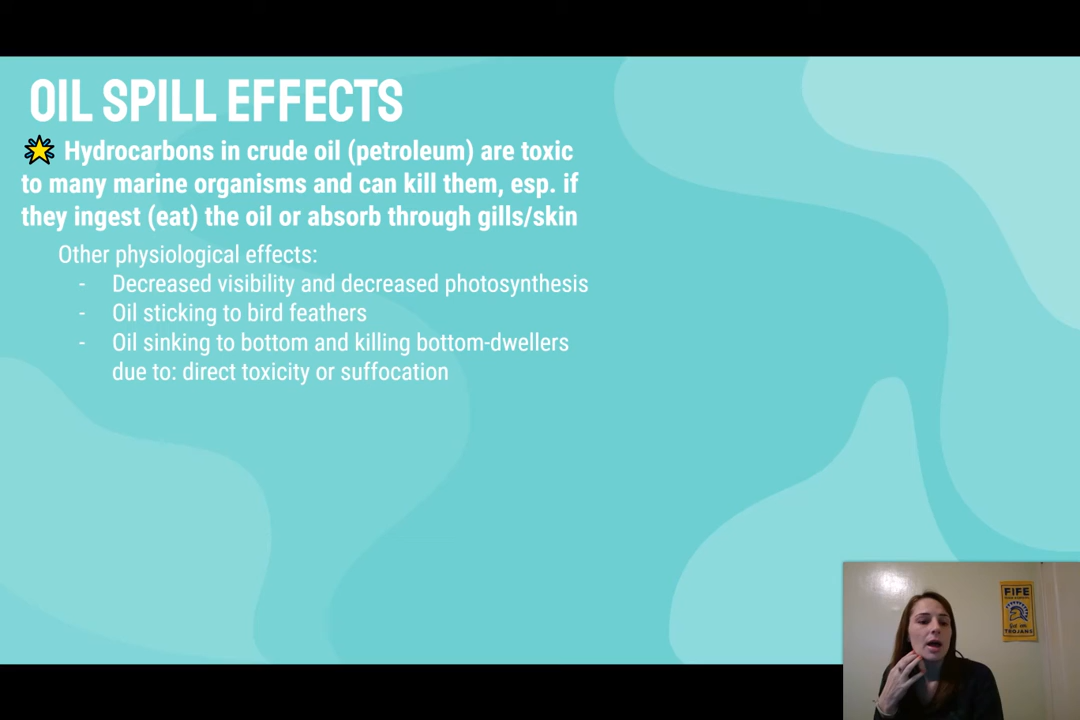 OIL SPILL EFFECTS
Hydrocarbons in crude oil (petroleum) are toxic
to many marine organisms and can kill them, esp. if
they ingest (eat) the oil or absorb through gills/skin
Other physiological effects:
- Decreased visibility and decreased photosynthesis
- Oil sticking to bird feathers
- Oil sinking to bottom and killing bottom-dwellers
due to: direct toxicity or suffocation
FIFE
TROJANS